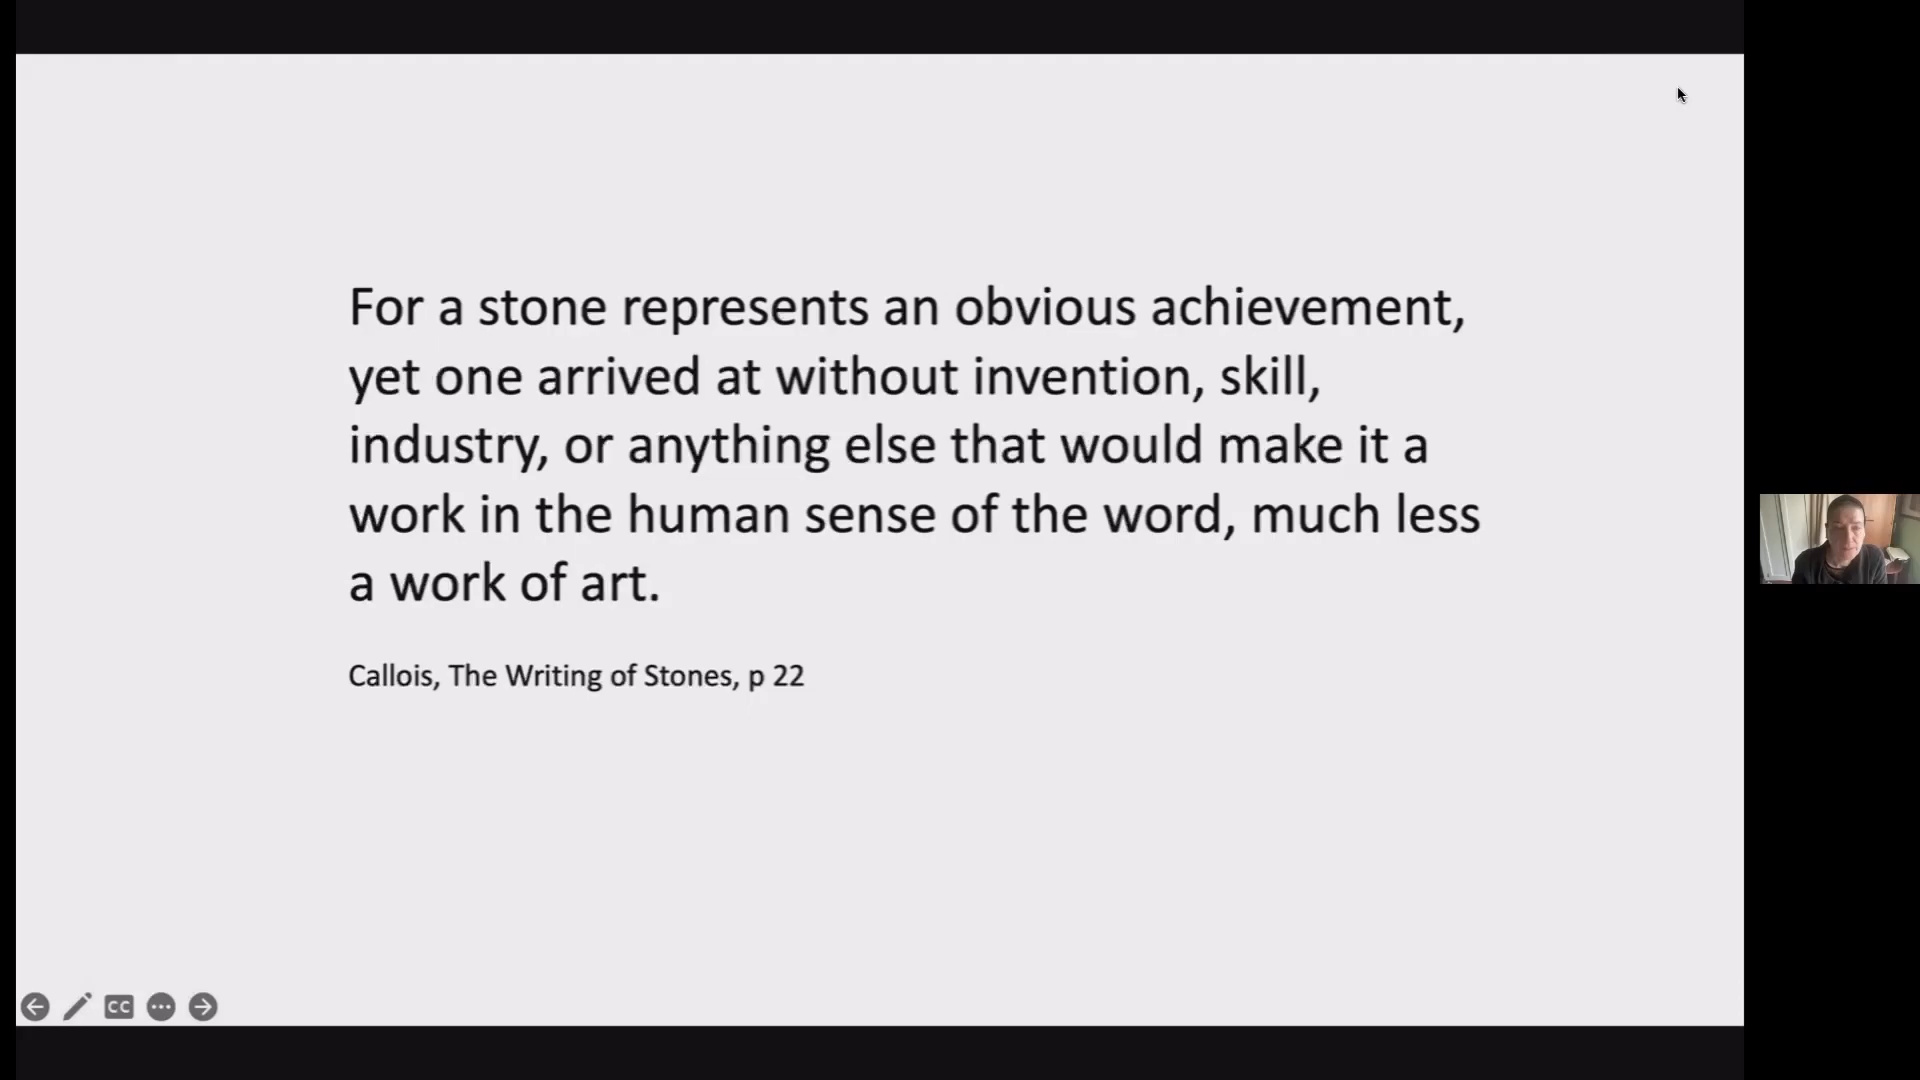 For a stone represents an obvious achievement,
yet one arrived at without invention, skill,
industry, or anything else that would make it a
work in the human sense of the word, much less
a work of art.
Callois, The Writing of Stones, p 22
CC